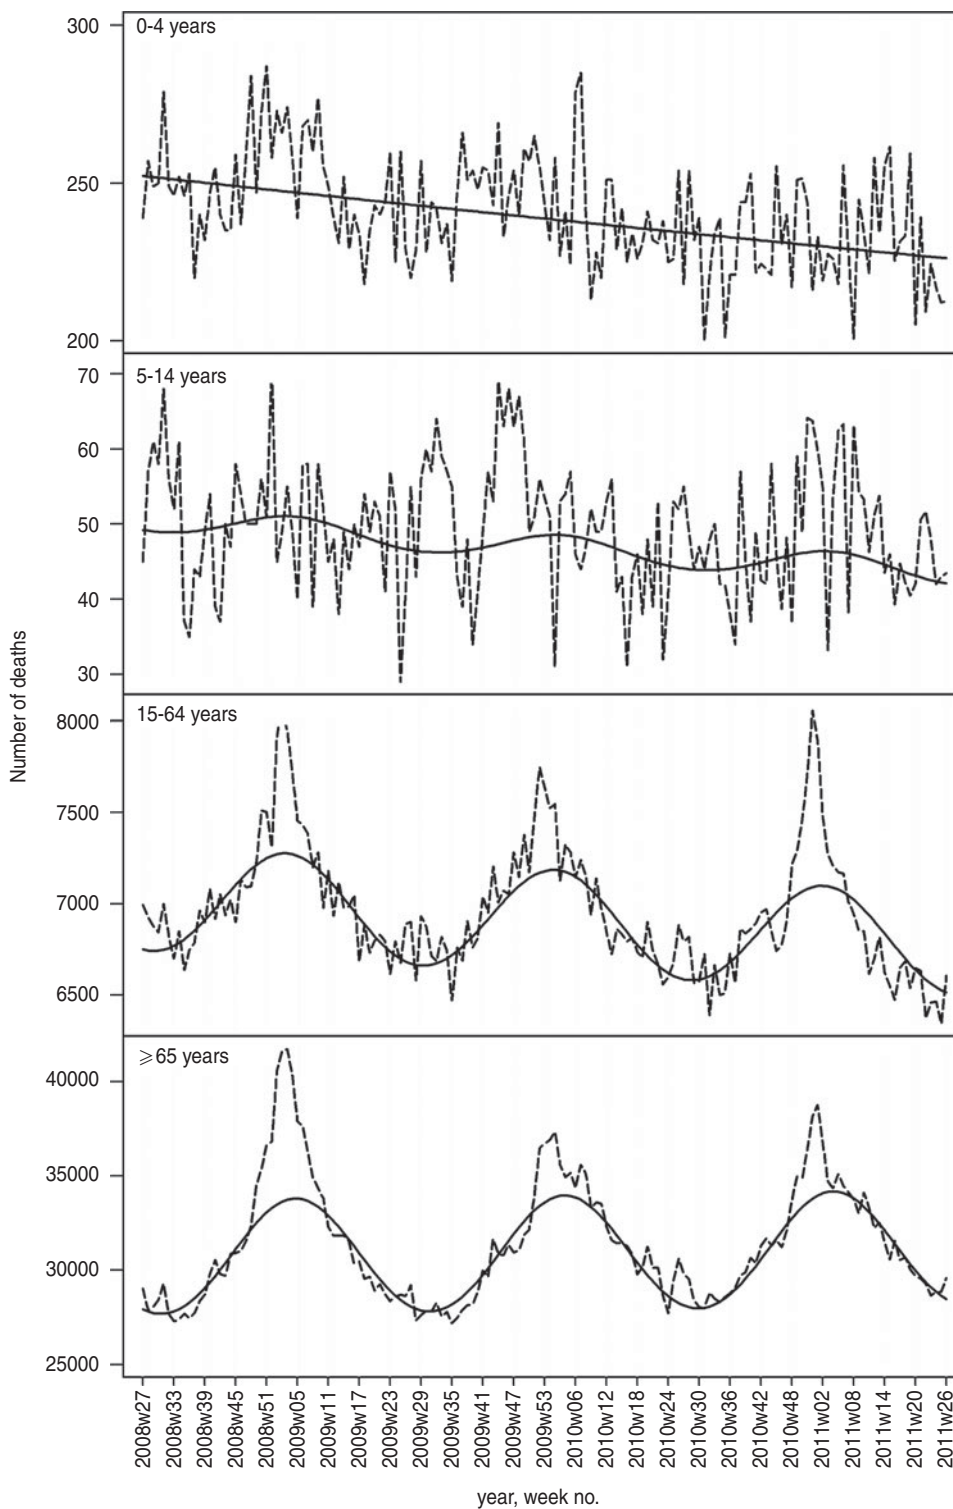 0-4 years
300
250
200
5-14 years
70
60
50
40
30
15-64 years
8000
7500
7000
6500
⩾65 years
40000
35000
30000
25000
Number of deaths
2008w27
2008w33
2008w39
2008w45
2008w51
2009w05
2009w11
2009w17
2009w23
2009w29
2009w35
2009w41
2009w47
2009w53
2010w06
2010w12
2010w18
2010w24
2010w30
2010w36
2010w42
2010w48
2011w02
2011w08
2011w14
2011w20
2011w26
year, week no.